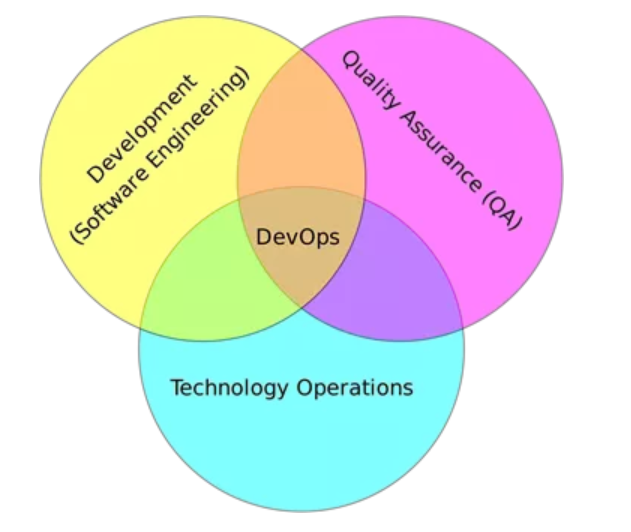 Development
(Software Engineering)
Quality Assurance (QA)
DevOps
Technology Operations